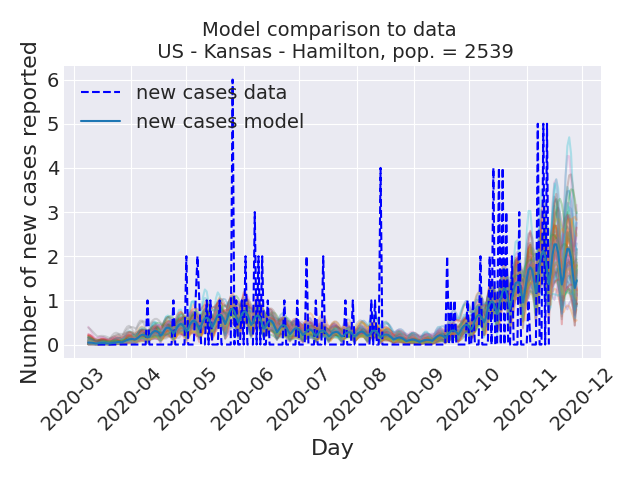 Model comparison to data
US - Kansas - Hamilton, pop. = 2539
Number of new cases reported
6
5
4
3
2
1
0
new cases data
new cases model
2020-03
2020-04
2020-05
2020-06
2020-07
2020-08
2020-09
2020-10
2020-11
2020-12
Day